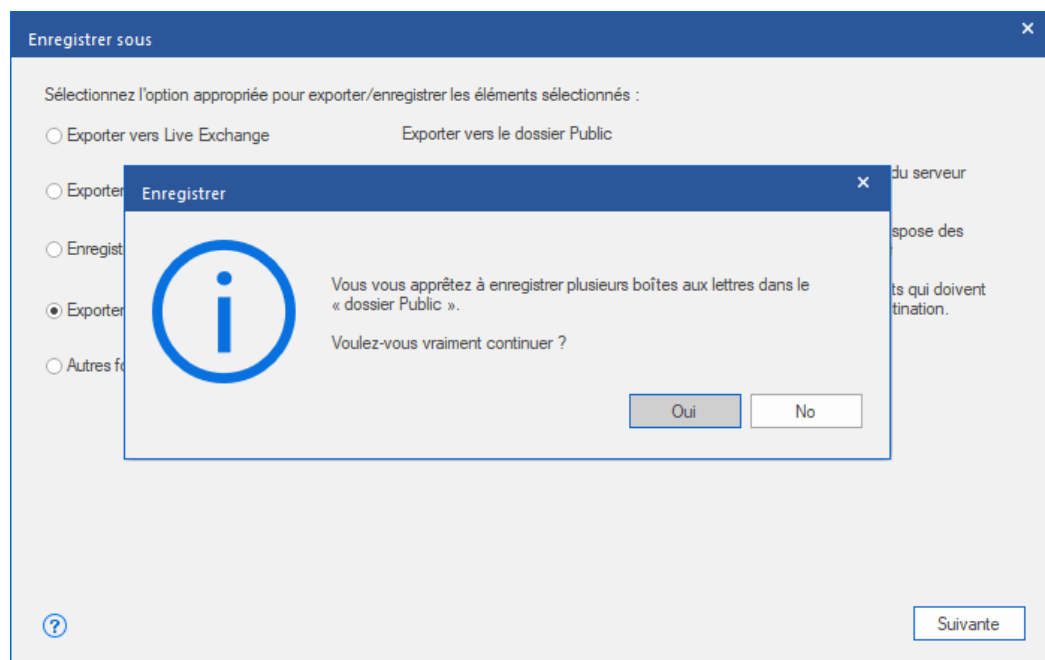 Enregistrer sous
Sélectionnez l'option appropriée pour exporter/enregistrer les éléments sélectionnés :
Exporter vers Live Exchange
Exporter vers le dossier Public
Exporter
du serveur
Enregist
spose des
Exporter
ts qui doivent
tination.
Autres fo
Enregistrer
Vous vous apprêtez à enregistrer plusieurs boîtes aux lettres dans le
« dossier Public ».
Voulez-vous vraiment continuer ?
Oui
No
?
Suivante